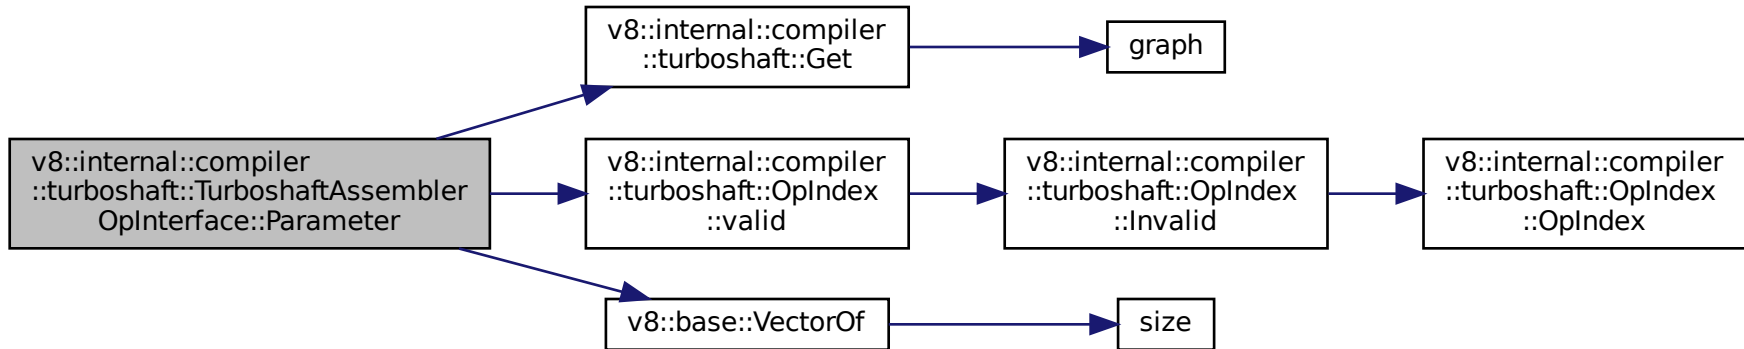 v8::internal::compiler
::turboshaft::TurboshaftAssembler
OpInterface::Parameter
v8::internal::compiler
::turboshaft::Get
graph
v8::internal::compiler
::turboshaft::OpIndex
::valid
v8::internal::compiler
::turboshaft::OpIndex
::Invalid
v8::internal::compiler
::turboshaft::OpIndex
::OpIndex
v8::base::VectorOf
size